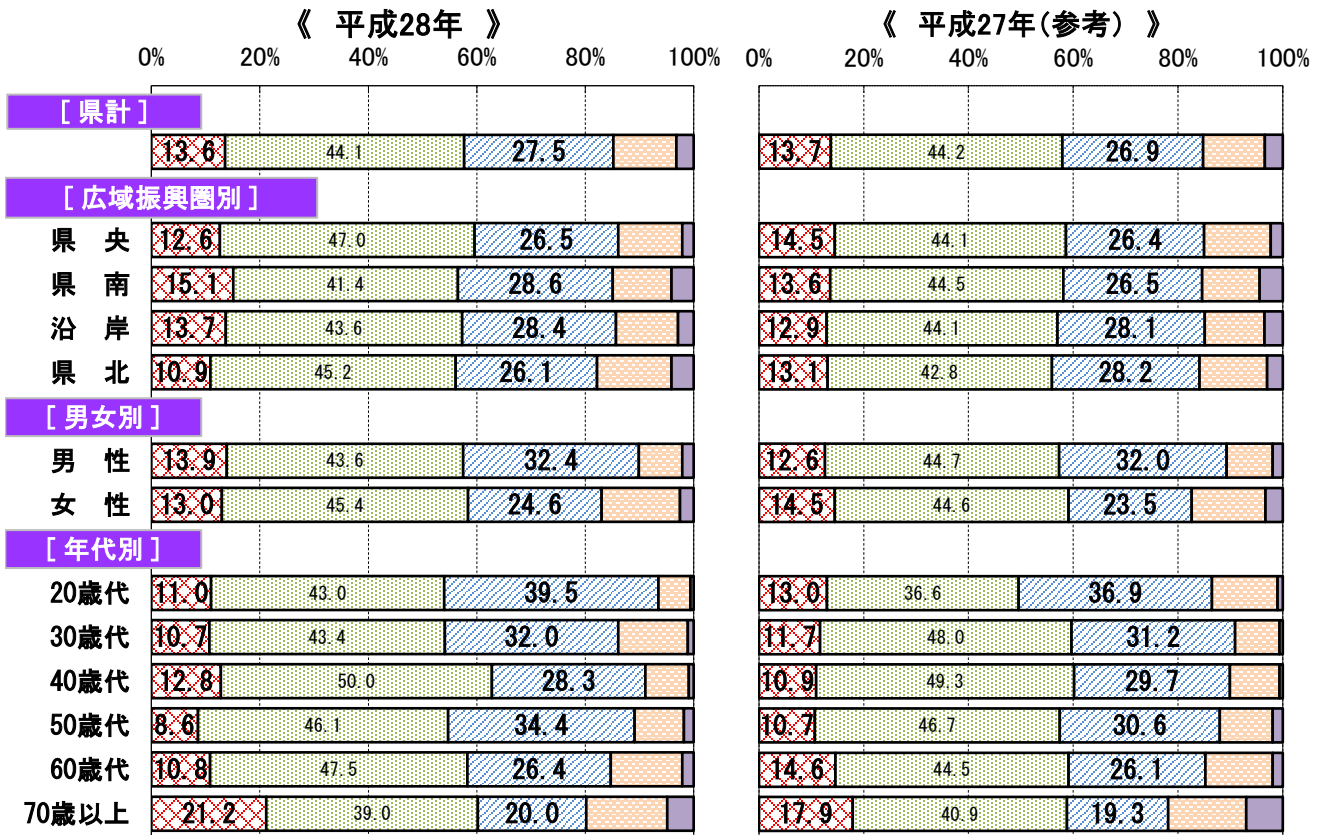 《 平成28年 》 《 平成27年(参考) 》
0% 20% 40% 60% 80% 100% 0% 20% 40% 60% 80% 100%
[ 県計 ]
13.6 44.1 27.5 13.7 44.2 26.9
[ 広域振興圏別 ]
県 央 12.6 47.0 26.5 14.5 44.1 26.4
県 南 15.1 41.4 28.6 13.6 44.5 26.5
沿 岸 13.7 43.6 28.4 12.9 44.1 28.1
県 北 10.9 45.2 26.1 13.1 42.8 28.2
[ 男女別 ]
男 性 13.9 43.6 32.4 12.6 44.7 32.0
女 性 13.0 45.4 24.6 14.5 44.6 23.5
[ 年代別 ]
20歳代 11.0 43.0 39.5 13.0 36.6 36.9
30歳代 10.7 43.4 32.0 11.7 48.0 31.2
40歳代 12.8 50.0 28.3 10.9 49.3 29.7
50歳代 8.6 46.1 34.4 10.7 46.7 30.6
60歳代 10.8 47.5 26.4 14.6 44.5 26.1
70歳以上 21.2 39.0 20.0 17.9 40.9 19.3